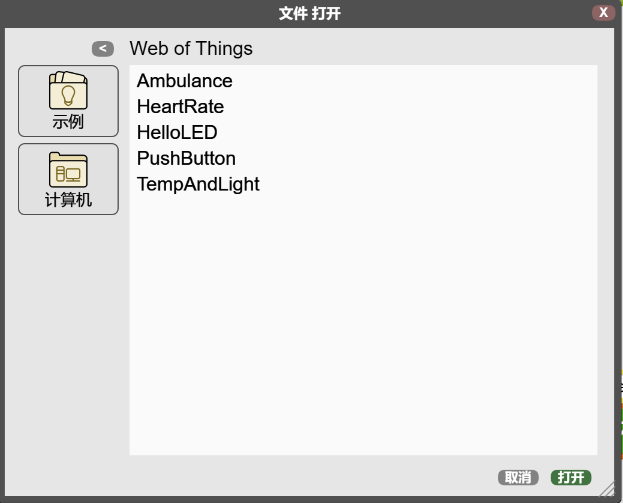 文件 打开
X
< Web of Things
示例
计算机
Ambulance
HeartRate
HelloLED
PushButton
TempAndLight
取消 打开